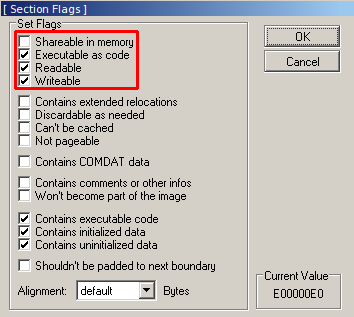 [ Section Flags ]
Set Flags
Shareable in memory
Executable as code
Readable
Writeable
Contains extended relocations
Discardable as needed
Can't be cached
Not pageable
Contains COMDAT data
Contains comments or other infos
Won't become part of the image
Contains executable code
Contains initialized data
Contains uninitialized data
Shouldn't be padded to next boundary
Alignment: default Bytes
OK
Cancel
Current Value
E00000E0